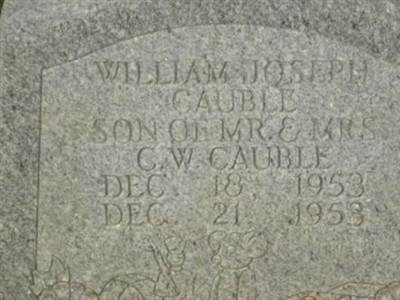 WILLIAM JOSEPH
CAUBLE
SON OF MR. & MRS.
C. W. CAUBLE
DEC. 18, 1953
DEC. 21 1953